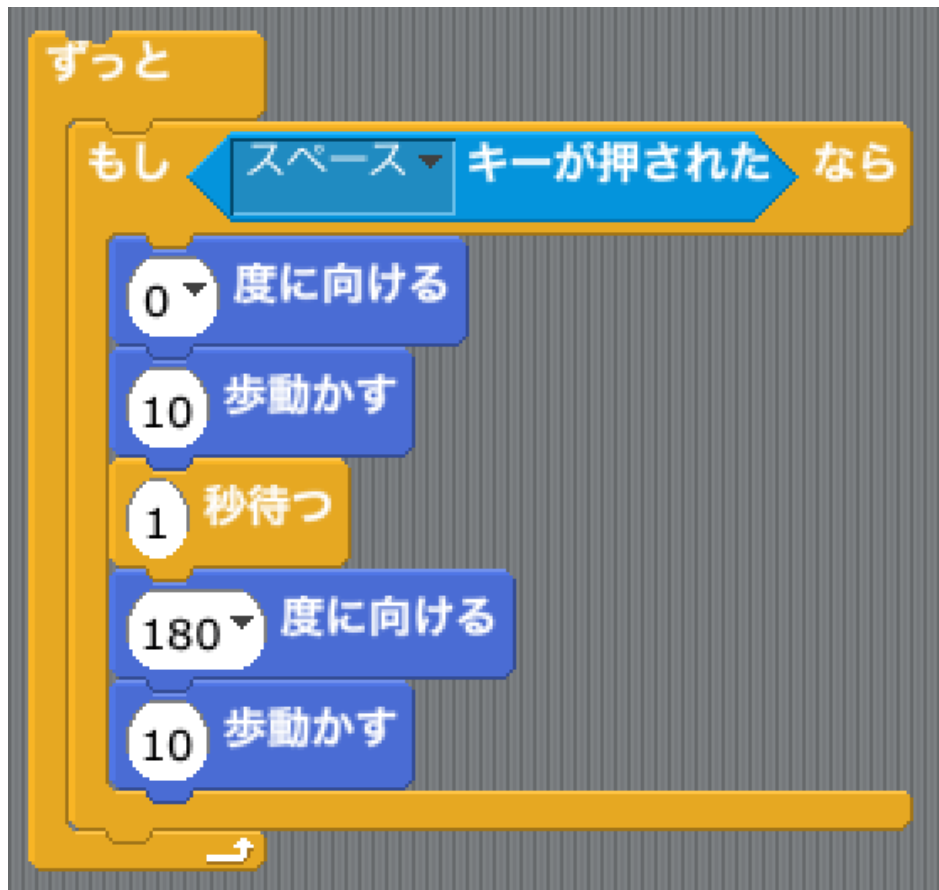 ずっと
もし スペース キーが押された なら
0 度に向ける
10 歩動かす
1 秒待つ
180 度に向ける
10 歩動かす